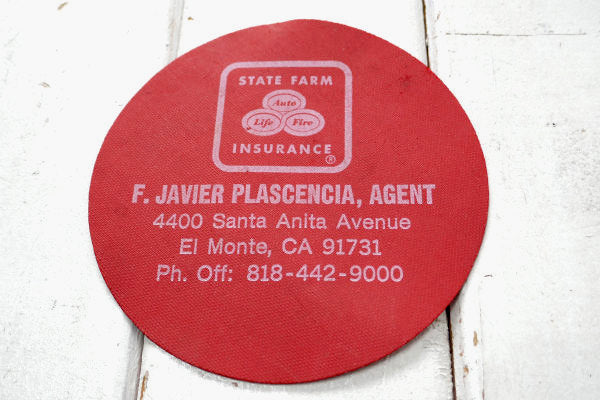 STATE FARM
Auto
Life Fire
INSURANCE ®
F. JAVIER PLASCENCIA, AGENT
4400 Santa Anita Avenue
El Monte, CA 91731
Ph. Off: 818-442-9000